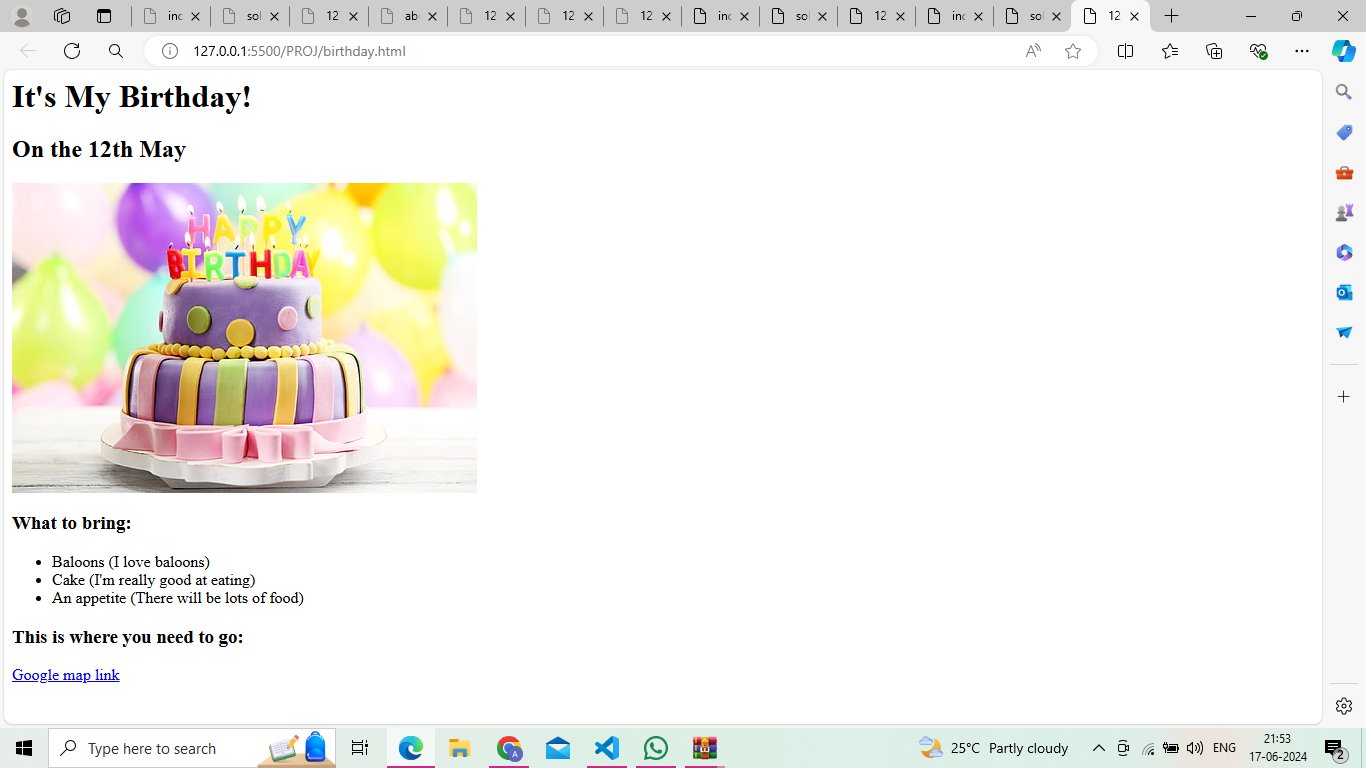 inc
sol
127
ab
12
12
12
inc
sol
12
inc
sol
12
127.0.0.1:5500/PROJ/birthday.html
It's My Birthday!
On the 12th May
HAPPY
BIRTHDAY
What to bring:
Baloons (I love baloons)
Cake (I'm really good at eating)
An appetite (There will be lots of food)
This is where you need to go:
Google map link
Type here to search
25°C Partly cloudy
ENG
21:53
17-06-2024
2